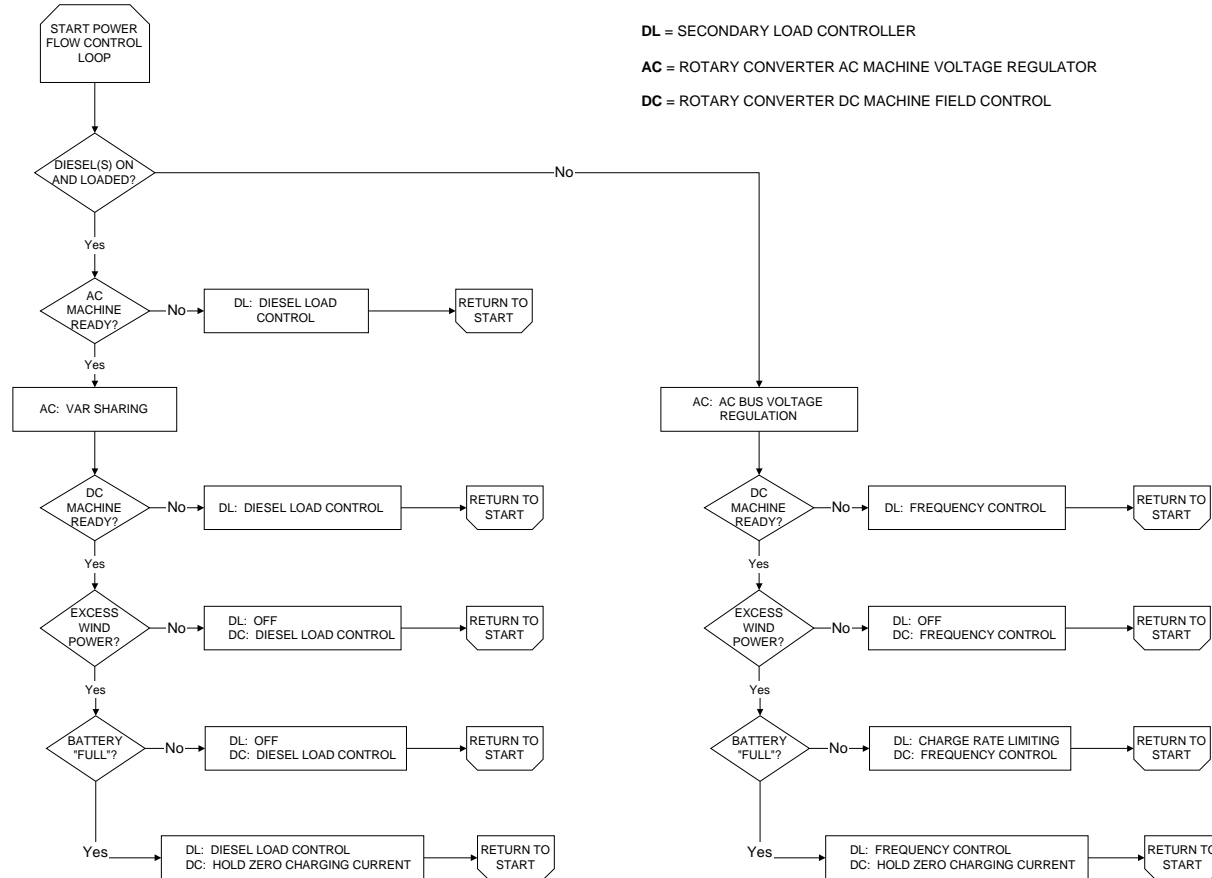 START POWER
FLOW CONTROL
LOOP
DL = SECONDARY LOAD CONTROLLER
AC = ROTARY CONVERTER AC MACHINE VOLTAGE REGULATOR
DC = ROTARY CONVERTER DC MACHINE FIELD CONTROL
DIESEL(S) ON
AND LOADED?
No
Yes
AC
MACHINE
READY?
No
DL: DIESEL LOAD
CONTROL
RETURN TO
START
Yes
AC: VAR SHARING
DC
MACHINE
READY?
No
DL: DIESEL LOAD CONTROL
RETURN TO
START
Yes
EXCESS
WIND
POWER?
No
DL: OFF
DC: DIESEL LOAD CONTROL
RETURN TO
START
Yes
BATTERY
"FULL"?
No
DL: OFF
DC: DIESEL LOAD CONTROL
RETURN TO
START
Yes
DL: DIESEL LOAD CONTROL
DC: HOLD ZERO CHARGING CURRENT
RETURN TO
START
AC: AC BUS VOLTAGE
REGULATION
DC
MACHINE
READY?
No
DL: FREQUENCY CONTROL
RETURN TO
START
Yes
EXCESS
WIND
POWER?
No
DL: OFF
DC: FREQUENCY CONTROL
RETURN TO
START
Yes
BATTERY
"FULL"?
No
DL: CHARGE RATE LIMITING
DC: FREQUENCY CONTROL
RETURN TO
START
Yes
DL: FREQUENCY CONTROL
DC: HOLD ZERO CHARGING CURRENT
RETURN TO
START